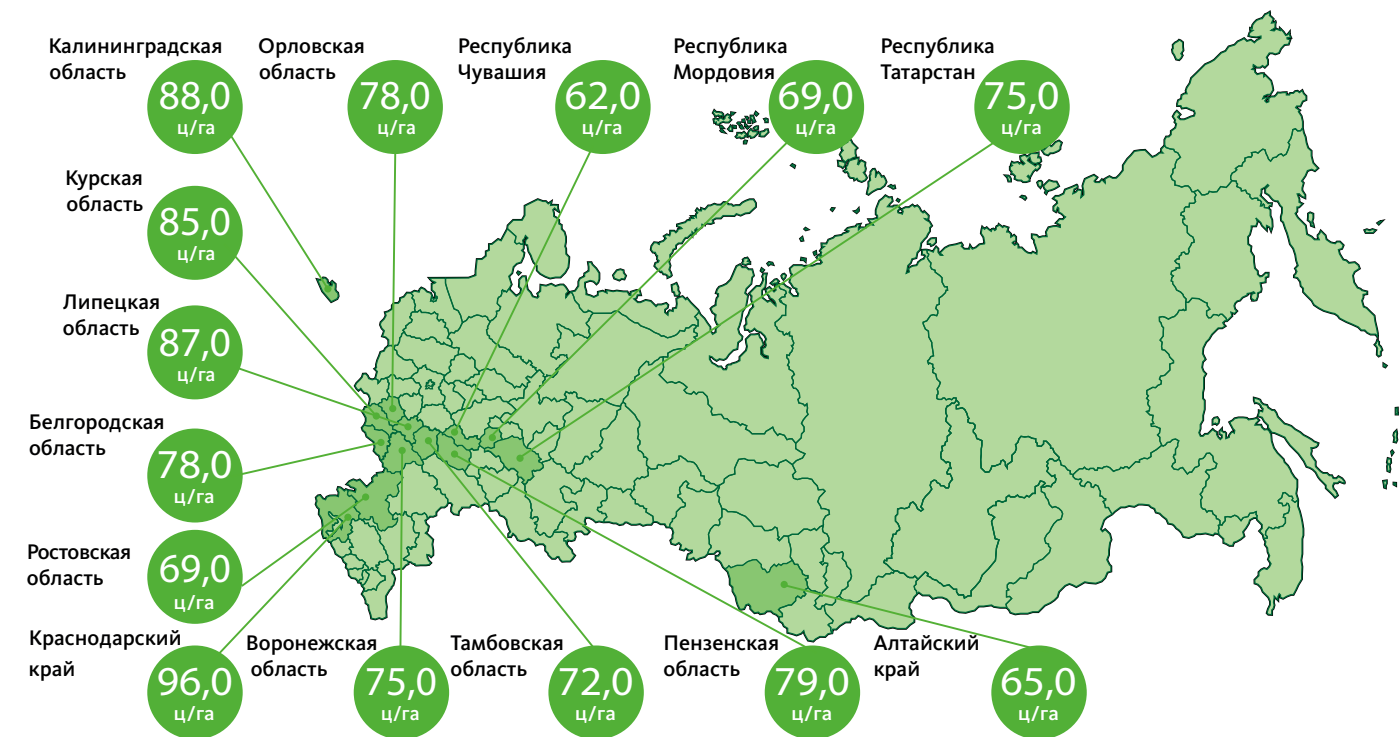 Калининградская
область
88,0
ц/га
Орловская
область
78,0
ц/га
Республика
Чувашия
62,0
ц/га
Республика
Мордовия
69,0
ц/га
Республика
Татарстан
75,0
ц/га
Курская
область
85,0
ц/га
Липецкая
область
87,0
ц/га
Белгородская
область
78,0
ц/га
Ростовская
область
69,0
ц/га
Краснодарский
край
96,0
ц/га
Воронежская
область
75,0
ц/га
Тамбовская
область
72,0
ц/га
Пензенская
область
79,0
ц/га
Алтайский
край
65,0
ц/га